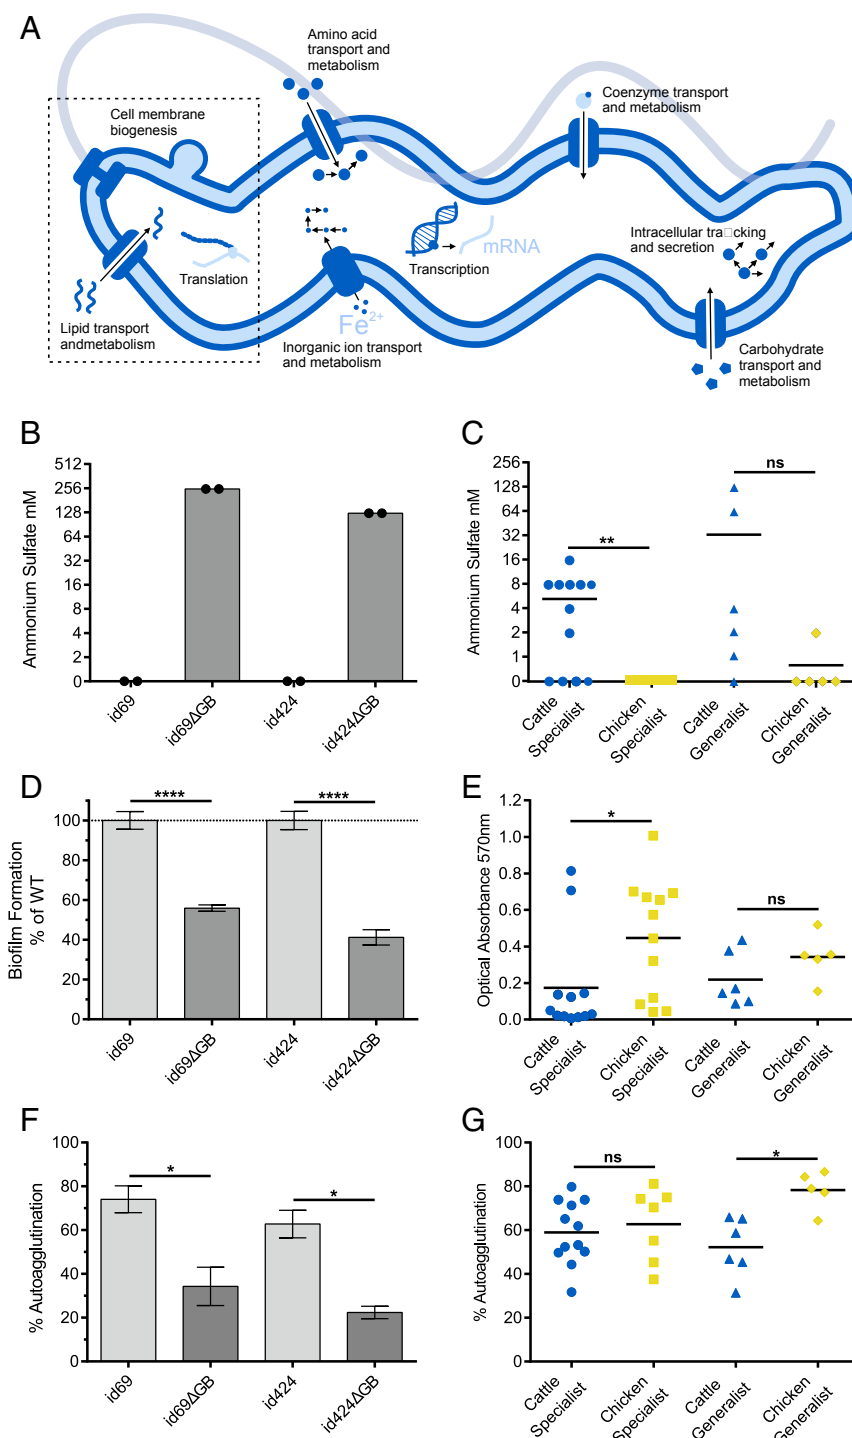 A
Amino acid
transport and
metabolism
Coenzyme transport
and metabolism
Cell membrane
biogenesis
Translation
Lipid transport
andmetabolism
Fe2+
Inorganic ion transport
and metabolism
mRNA
Transcription
Intracellular tra□cking
and secretion
Carbohydrate
transport and
metabolism
B
Ammonium Sulfate mM
512
256
128
64
32
16
8
4
2
1
0
id69
id69ΔGB
id424
id424ΔGB
C
Ammonium Sulfate mM
256
128
64
32
16
8
4
2
1
0
**
ns
Cattle
Specialist
Chicken
Specialist
Cattle
Generalist
Chicken
Generalist
D
Biofilm Formation
% of WT
100
80
60
40
20
0
****
****
id69
id69ΔGB
id424
id424ΔGB
E
Optical Absorbance 570nm
1.2
1.0
0.8
0.6
0.4
0.2
0.0
*
ns
Cattle
Specialist
Chicken
Specialist
Cattle
Generalist
Chicken
Generalist
F
% Autoagglutination
100
80
60
40
20
0
*
*
id69
id69ΔGB
id424
id424ΔGB
G
% Autoagglutination
100
80
60
40
20
0
ns
*
Cattle
Specialist
Chicken
Specialist
Cattle
Generalist
Chicken
Generalist